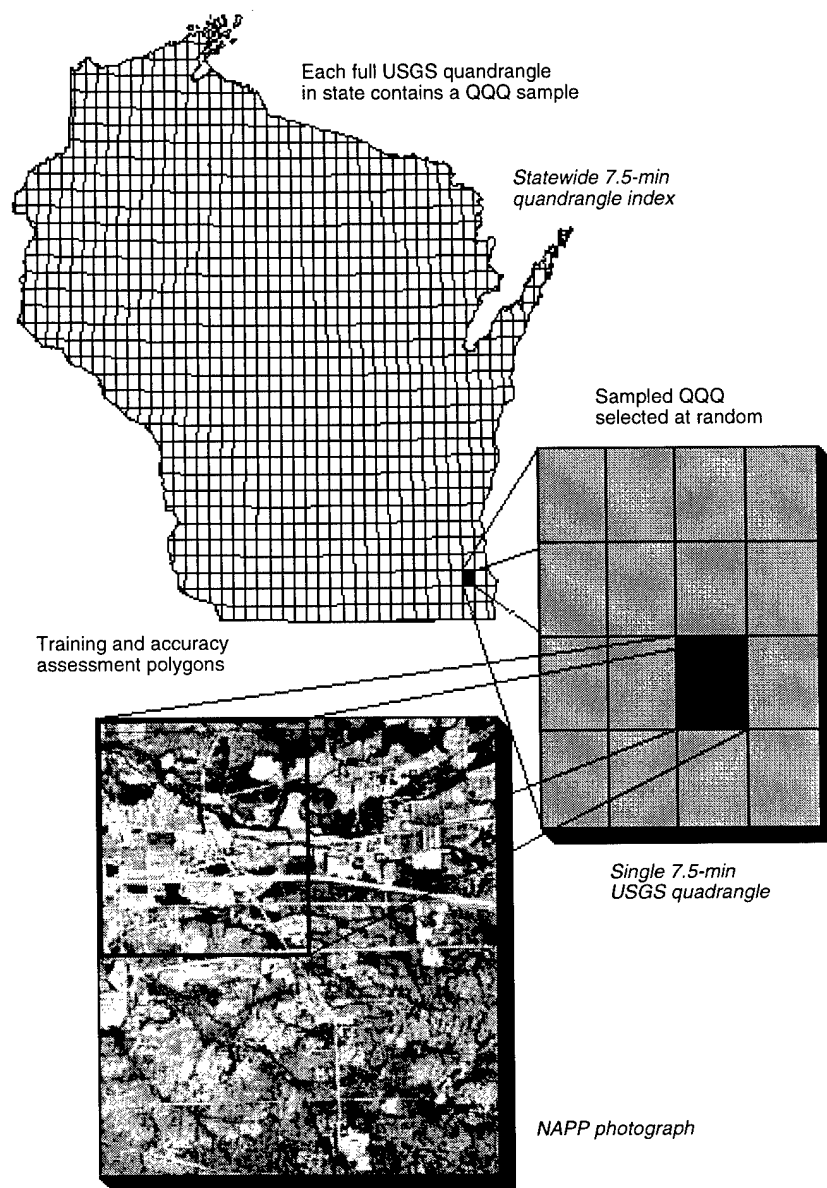 Each full USGS quandrangle
in state contains a QQQ sample
Statewide 7.5-min
quandrangle index
Sampled QQQ
selected at random
Training and accuracy
assessment polygons
Single 7.5-min
USGS quadrangle
NAPP photograph